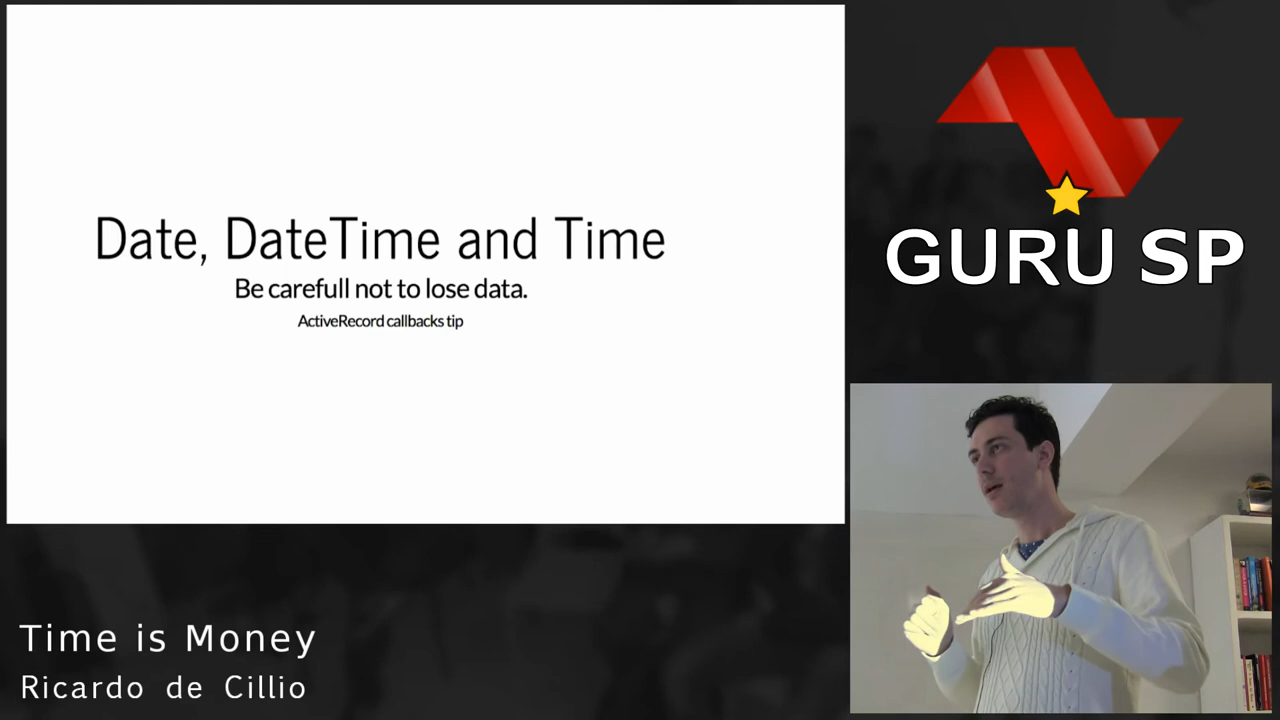 Date, DateTime and Time
Be carefull not to lose data.
ActiveRecord callbacks tip
GURU SP
Time is Money
Ricardo de Cillio